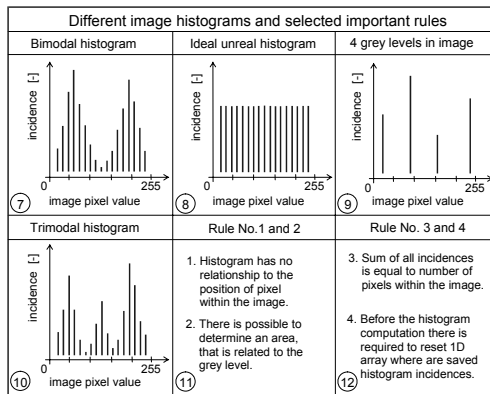 Different image histograms and selected important rules
Bimodal histogram
incidence [-]
0
255
image pixel value
7
Ideal unreal histogram
incidence [-]
0
255
image pixel value
8
4 grey levels in image
incidence [-]
0
255
image pixel value
9
Trimodal histogram
incidence [-]
0
255
image pixel value
10
Rule No.1 and 2
1. Histogram has no
relationship to the
position of pixel
within the image.
2. There is possible to
determine an area,
that is related to the
grey level.
11
Rule No. 3 and 4
3. Sum of all incidences
is equal to number of
pixels within the image.
4. Before the histogram
computation there is
required to reset 1D
array where are saved
histogram incidences.
12